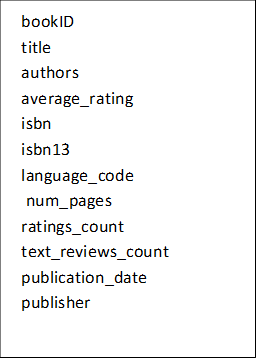 bookID
title
authors
average_rating
isbn
isbn13
language_code
num_pages
ratings_count
text_reviews_count
publication_date
publisher